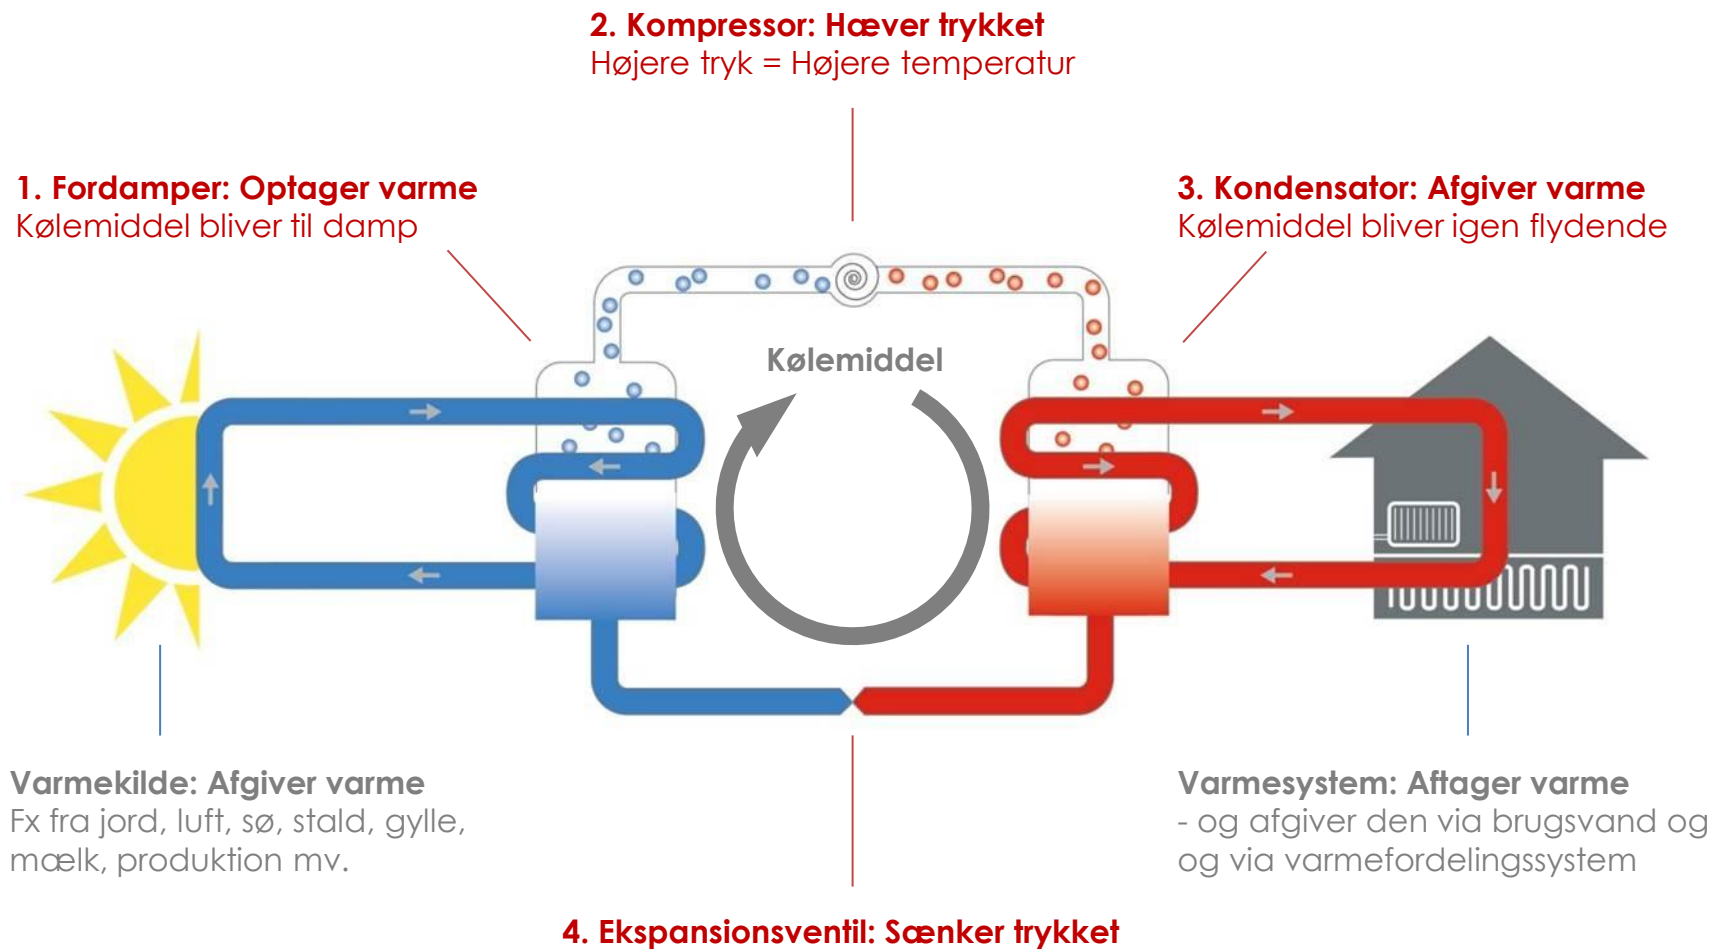 2. Kompressor: Hæver trykket
Højere tryk = Højere temperatur
1. Fordamper: Optager varme
Kølemiddel bliver til damp
3. Kondensator: Afgiver varme
Kølemiddel bliver igen flydende
Kølemiddel
Varmekilde: Afgiver varme
Fx fra jord, luft, sø, stald, gylle,
mælk, produktion mv.
Varmesystem: Aftager varme
- og afgiver den via brugsvand og
og via varmefordelingssystem
4. Ekspansionsventil: Sænker trykket